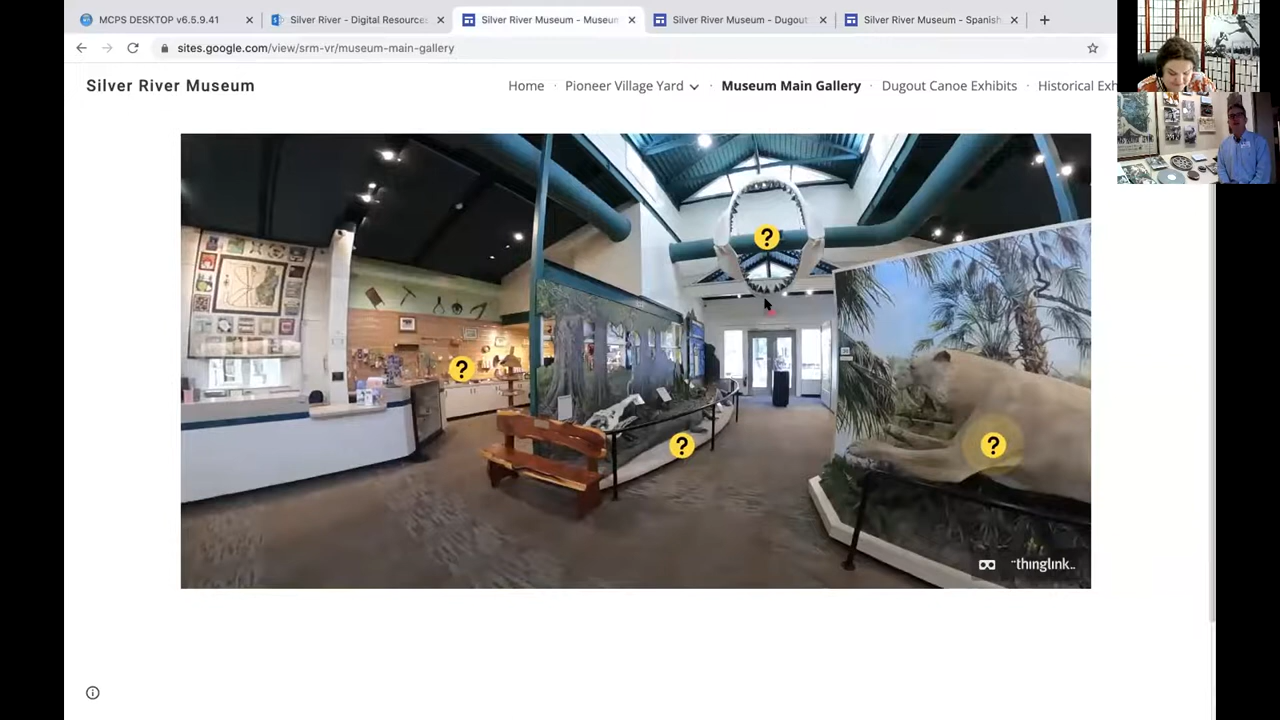 MCPS DESKTOP v6.5.9.41
Silver River - Digital Resources
Silver River Museum - Museum
Silver River Museum - Dugout
Silver River Museum - Spanish
sites.google.com/view/srm-vr/museum-main-gallery
Silver River Museum
Home · Pioneer Village Yard · Museum Main Gallery · Dugout Canoe Exhibits · Historical Exh
?
?
?
?
thinglink..